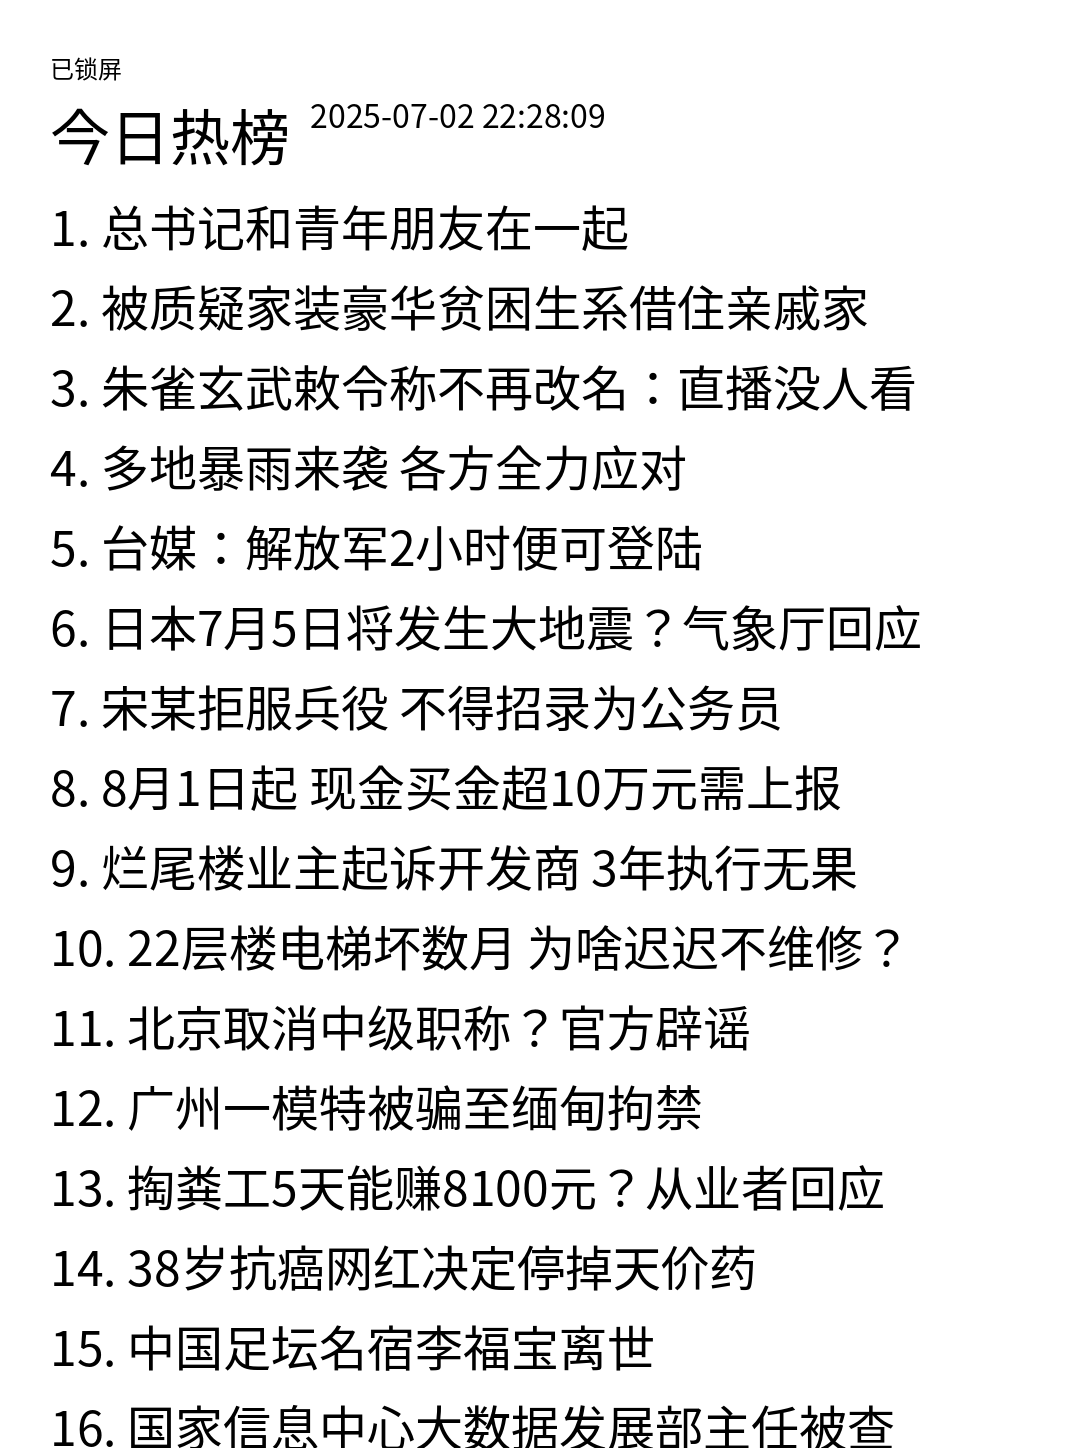 已锁屏
今日热榜 2025-07-02 22:28:09
1. 总书记和青年朋友在一起
2. 被质疑家装豪华贫困生系借住亲戚家
3. 朱雀玄武敕令称不再改名：直播没人看
4. 多地暴雨来袭 各方全力应对
5. 台媒：解放军2小时便可登陆
6. 日本7月5日将发生大地震？气象厅回应
7. 宋某拒服兵役 不得招录为公务员
8. 8月1日起 现金买金超10万元需上报
9. 烂尾楼业主起诉开发商 3年执行无果
10. 22层楼电梯坏数月 为啥迟迟不维修？
11. 北京取消中级职称？官方辟谣
12. 广州一模特被骗至缅甸拘禁
13. 掏粪工5天能赚8100元？从业者回应
14. 38岁抗癌网红决定停掉天价药
15. 中国足坛名宿李福宝离世
16. 国家信息中心大数据发展部主任被查